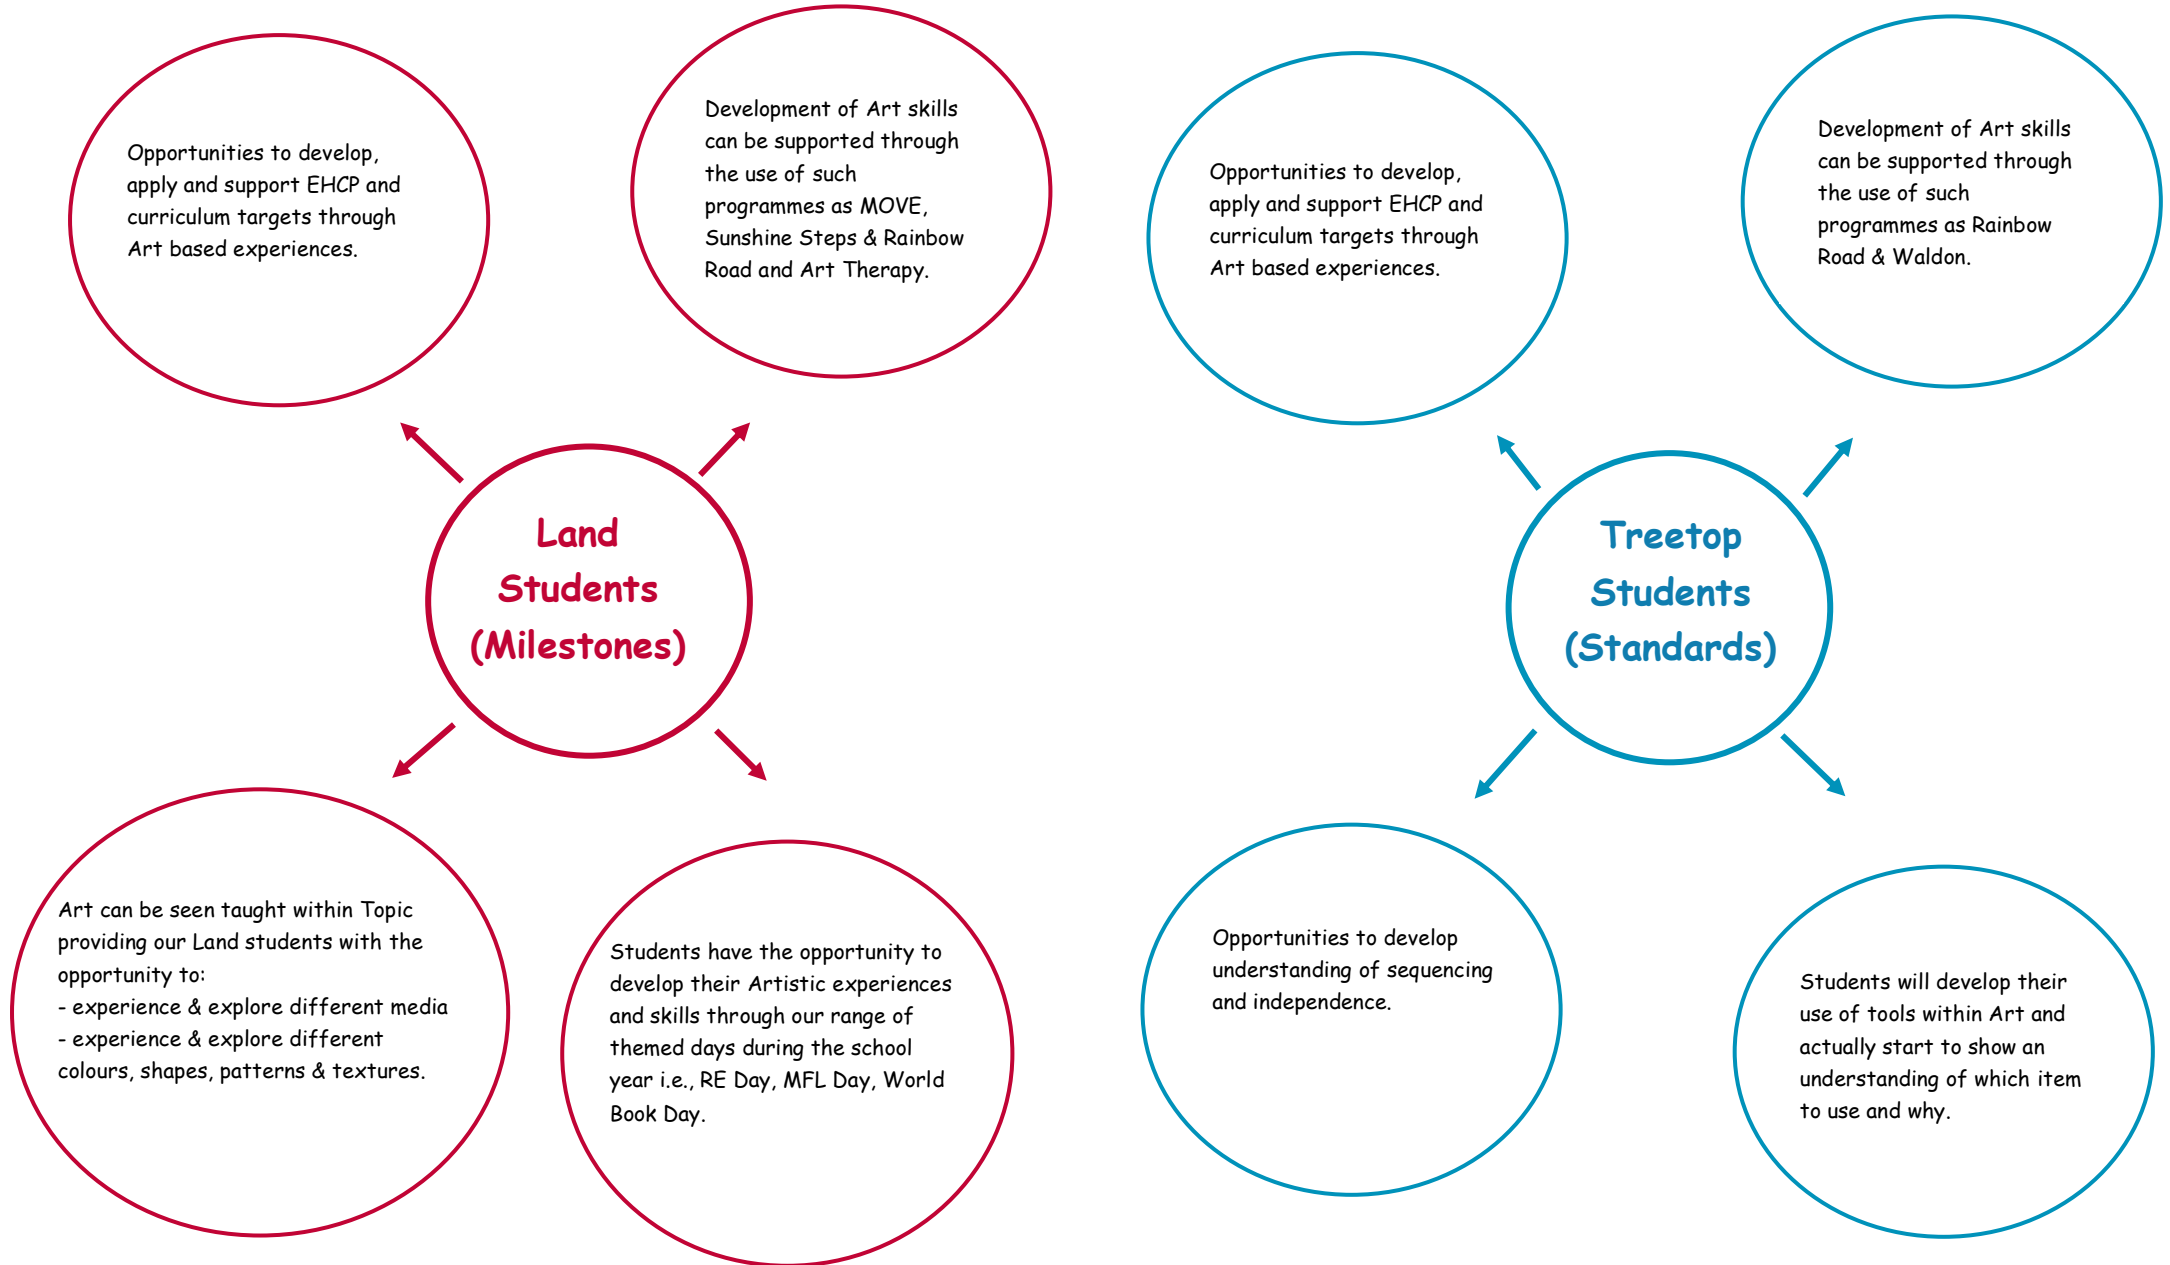 Opportunities to develop,
apply and support EHCP and
curriculum targets through
Art based experiences.
Development of Art skills
can be supported through
the use of such
programmes as MOVE,
Sunshine Steps & Rainbow
Road and Art Therapy.
Land
Students
(Milestones)
Art can be seen taught within Topic
providing our Land students with the
opportunity to:
- experience & explore different media
- experience & explore different
colours, shapes, patterns & textures.
Students have the opportunity to
develop their Artistic experiences
and skills through our range of
themed days during the school
year i.e., RE Day, MFL Day, World
Book Day.
Opportunities to develop,
apply and support EHCP and
curriculum targets through
Art based experiences.
Development of Art skills
can be supported through
the use of such
programmes as Rainbow
Road & Waldon.
Treetop
Students
(Standards)
Opportunities to develop
understanding of sequencing
and independence.
Students will develop their
use of tools within Art and
actually start to show an
understanding of which item
to use and why.